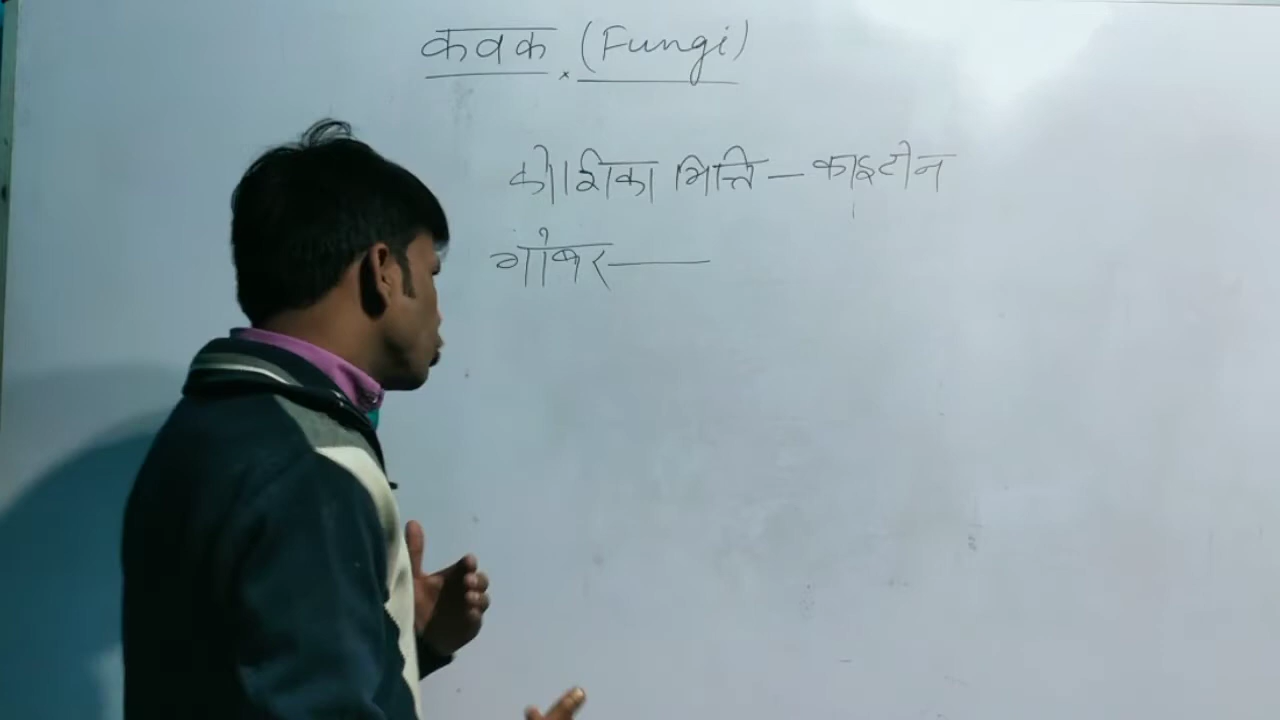 कवक (Fungi)
कोशिका भित्ति — काइटीन
गोबर —